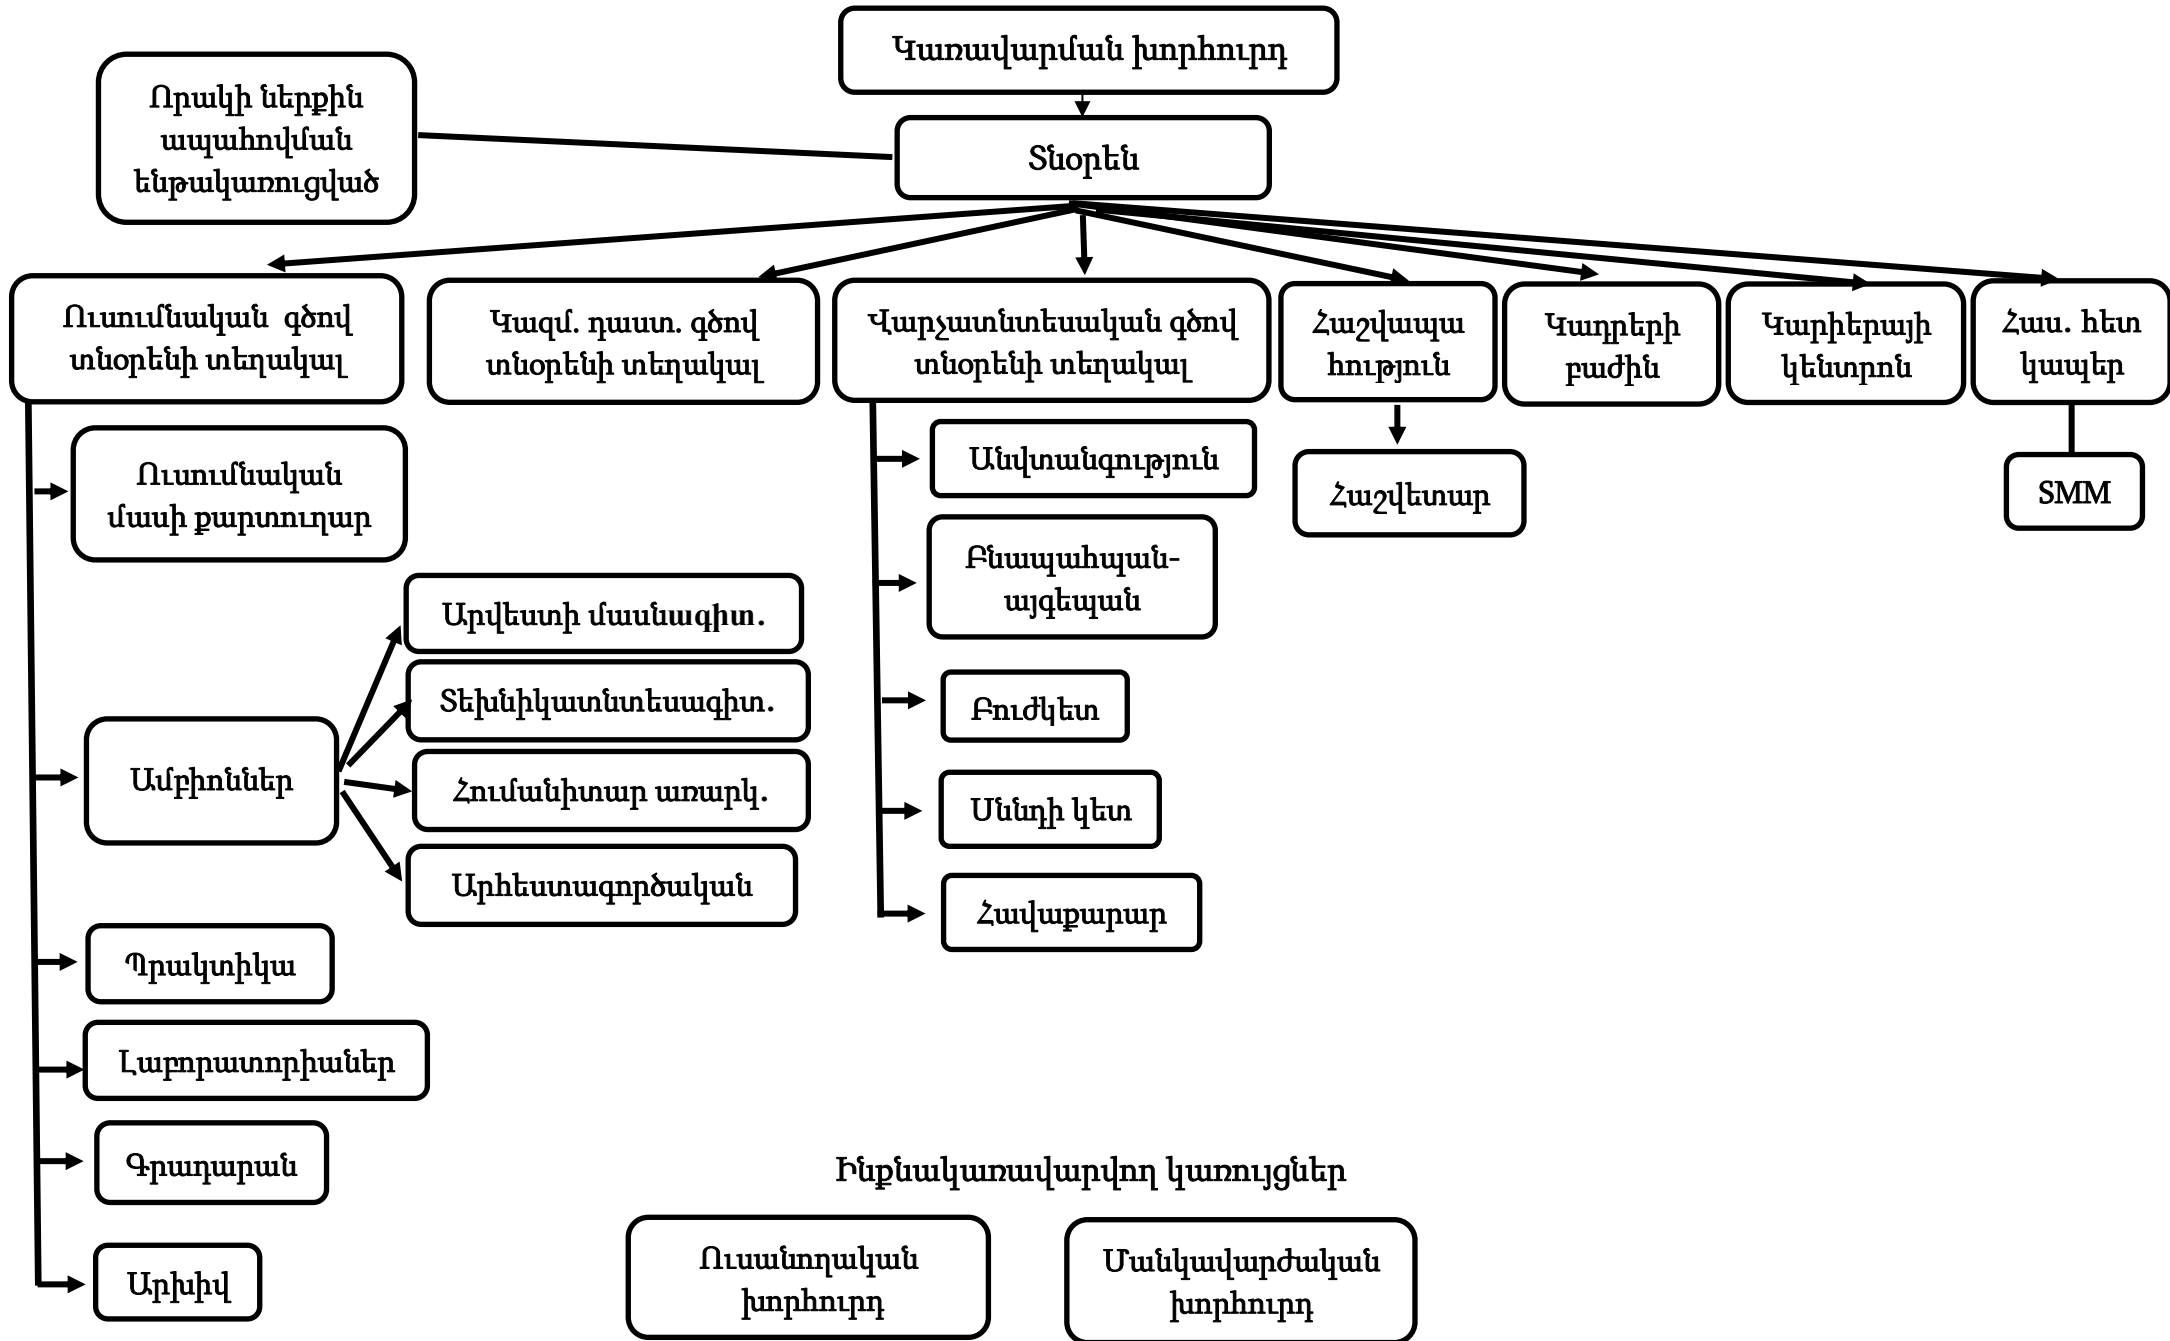 Կառավարման խորհուրդ
Որակի ներքին
ապահովման
ենթակառուցված
Տնօրեն
Ուսումնական գծով
տնօրենի տեղակալ
Կազմ. դաստ. գծով
տնօրենի տեղակալ
Վարչատնտեսական գծով
տնօրենի տեղակալ
Հաշվապա
հություն
Կադրերի
բաժին
Կարիերայի
կենտրոն
Հաս. հետ
կապեր
Ուսումնական
մասի քարտուղար
Անվտանգություն
Հաշվետար
SMM
Բնապահպան-
այգեպան
Արվեստի մասնագիտ.
Տեխնիկատնտեսագիտ.
Բուժկետ
Ամբիոններ
Հումանիտար առարկ.
Սննդի կետ
Արհեստագործական
Հավաքարար
Պրակտիկա
Լաբորատորիաներ
Գրադարան
Արխիվ
Ինքնակառավարվող կառույցներ
Ուսանողական
խորհուրդ
Մանկավարժական
խորհուրդ